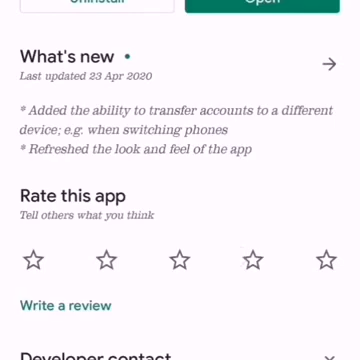 Uninstall Open
What's new •
Last updated 23 Apr 2020
* Added the ability to transfer accounts to a different
device; e.g. when switching phones
* Refreshed the look and feel of the app
Rate this app
Tell others what you think
Write a review
Developer contact